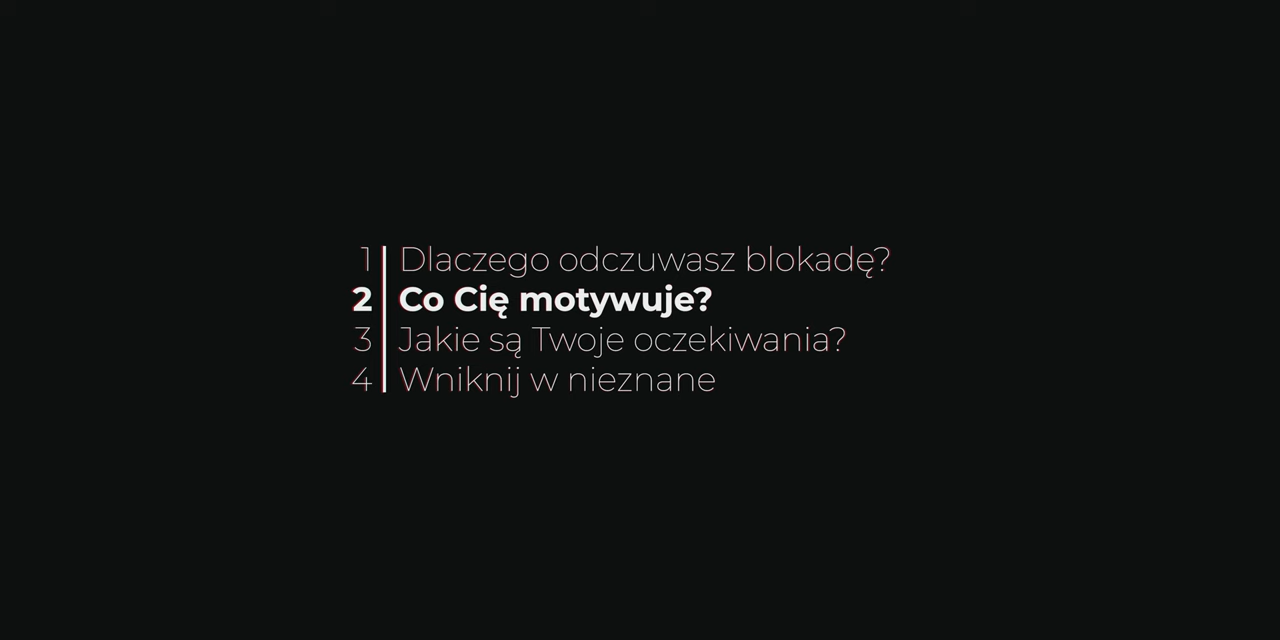 1 Dlaczego odczuwasz blokadę?
2 Co Cię motywuje?
3 Jakie są Twoje oczekiwania?
4 Wniknij w nieznane